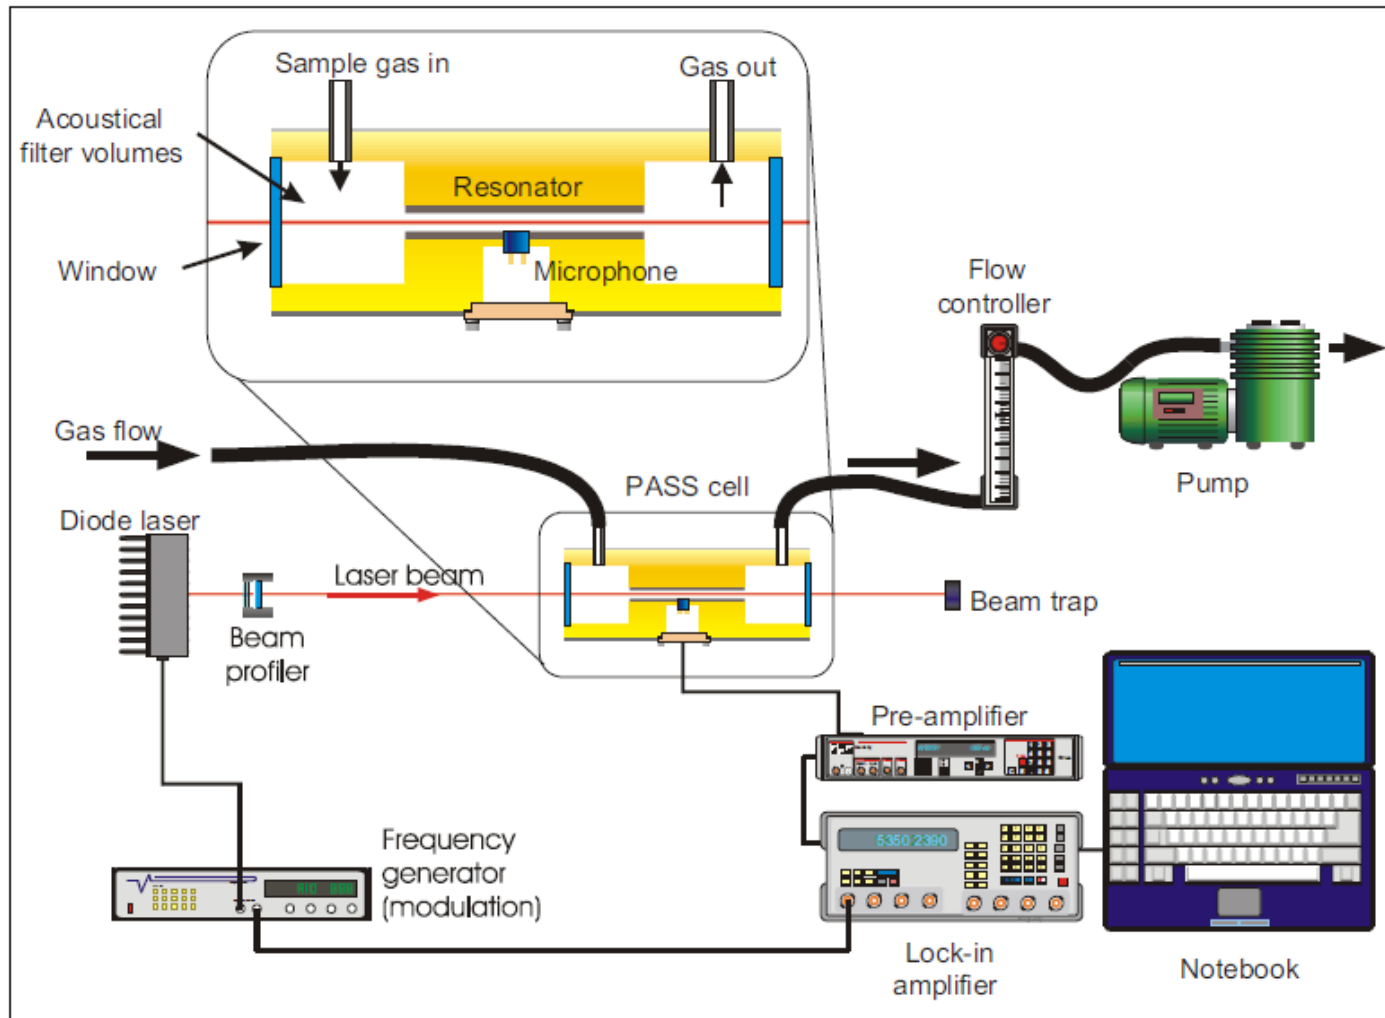 Sample gas in
Gas out
Acoustical
filter volumes
Resonator
Window
Microphone
Flow
controller
Gas flow
PASS cell
Pump
Diode laser
Laser beam
Beam trap
Beam
profiler
Pre-amplifier
5350 2390
Frequency
generator
(modulation)
Lock-in
amplifier
Notebook